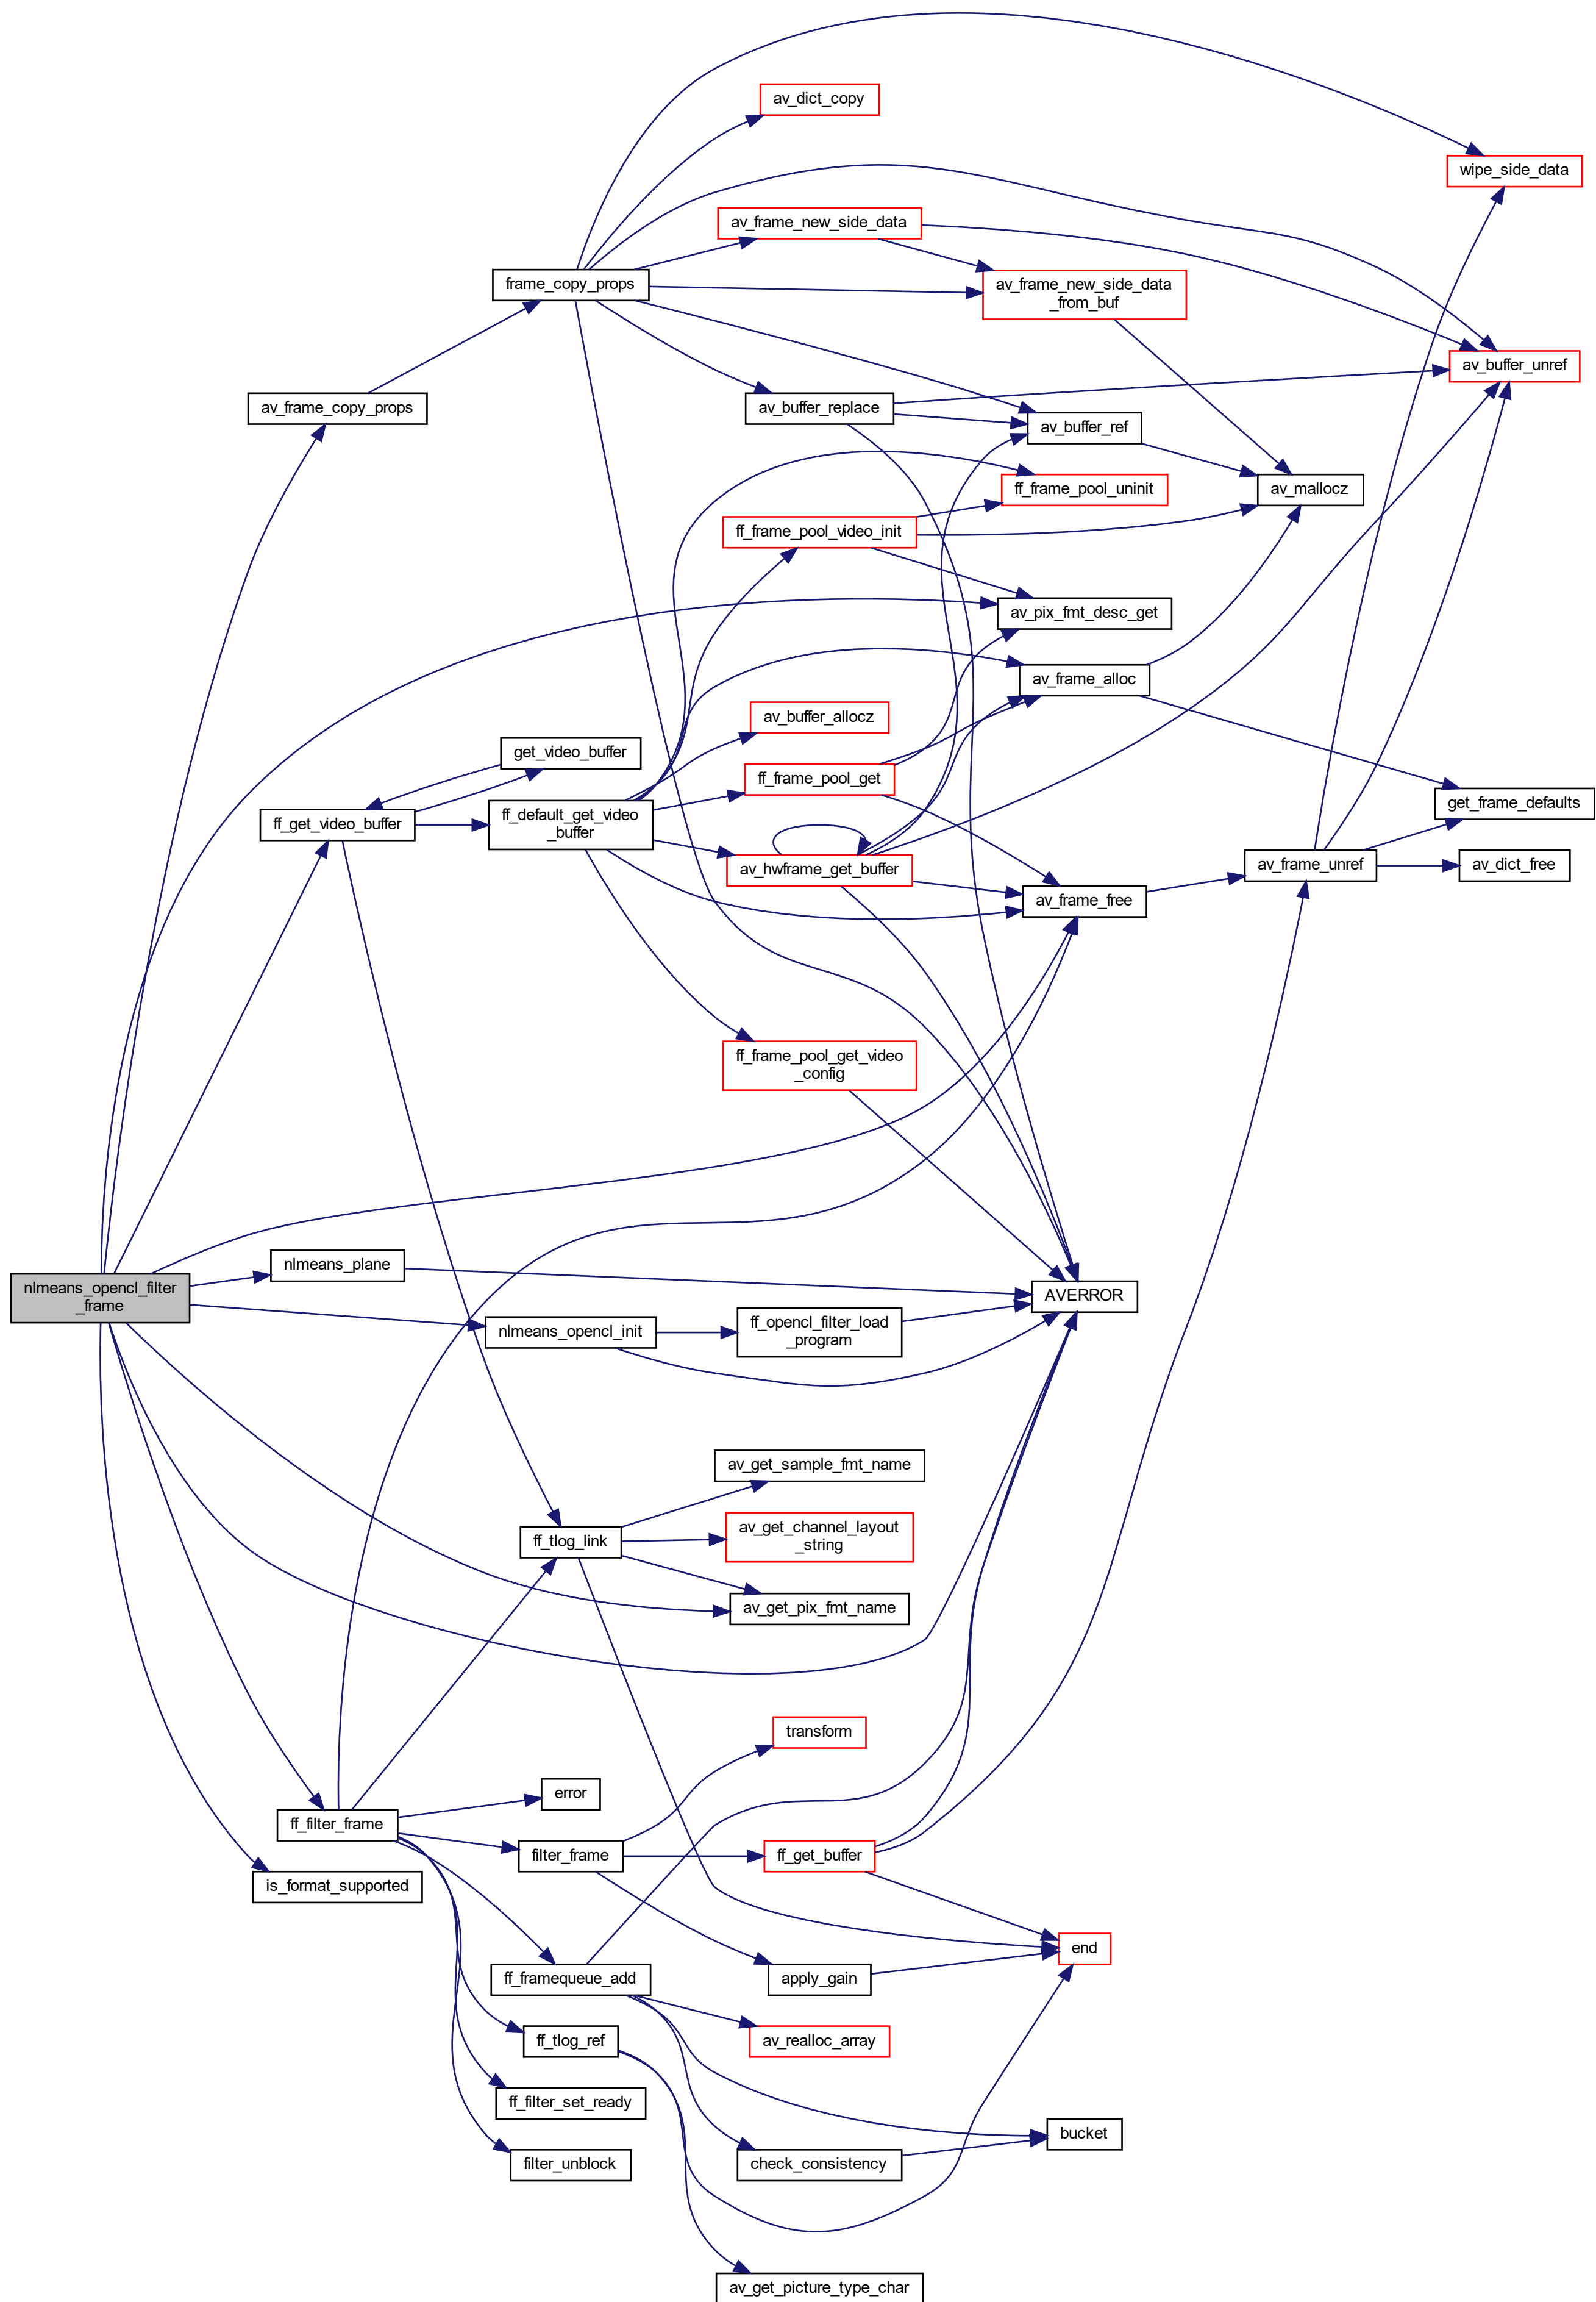 av_dict_copy
wipe_side_data
av_frame_new_side_data
frame_copy_props
av_frame_new_side_data
_from_buf
av_buffer_unref
av_frame_copy_props
av_buffer_replace
av_buffer_ref
ff_frame_pool_uninit
av_mallocz
ff_frame_pool_video_init
av_pix_fmt_desc_get
av_frame_alloc
av_buffer_allocz
get_video_buffer
ff_frame_pool_get
get_frame_defaults
ff_get_video_buffer
ff_default_get_video
_buffer
av_hwframe_get_buffer
av_frame_unref
av_dict_free
av_frame_free
ff_frame_pool_get_video
_config
nlmeans_plane
nlmeans_opencl_filter
_frame
AVERROR
nlmeans_opencl_init
ff_opencl_filter_load
_program
av_get_sample_fmt_name
ff_tlog_link
av_get_channel_layout
_string
av_get_pix_fmt_name
transform
error
ff_filter_frame
filter_frame
ff_get_buffer
is_format_supported
end
ff_framequeue_add
apply_gain
ff_tlog_ref
av_realloc_array
ff_filter_set_ready
bucket
filter_unblock
check_consistency
av_get_picture_type_char